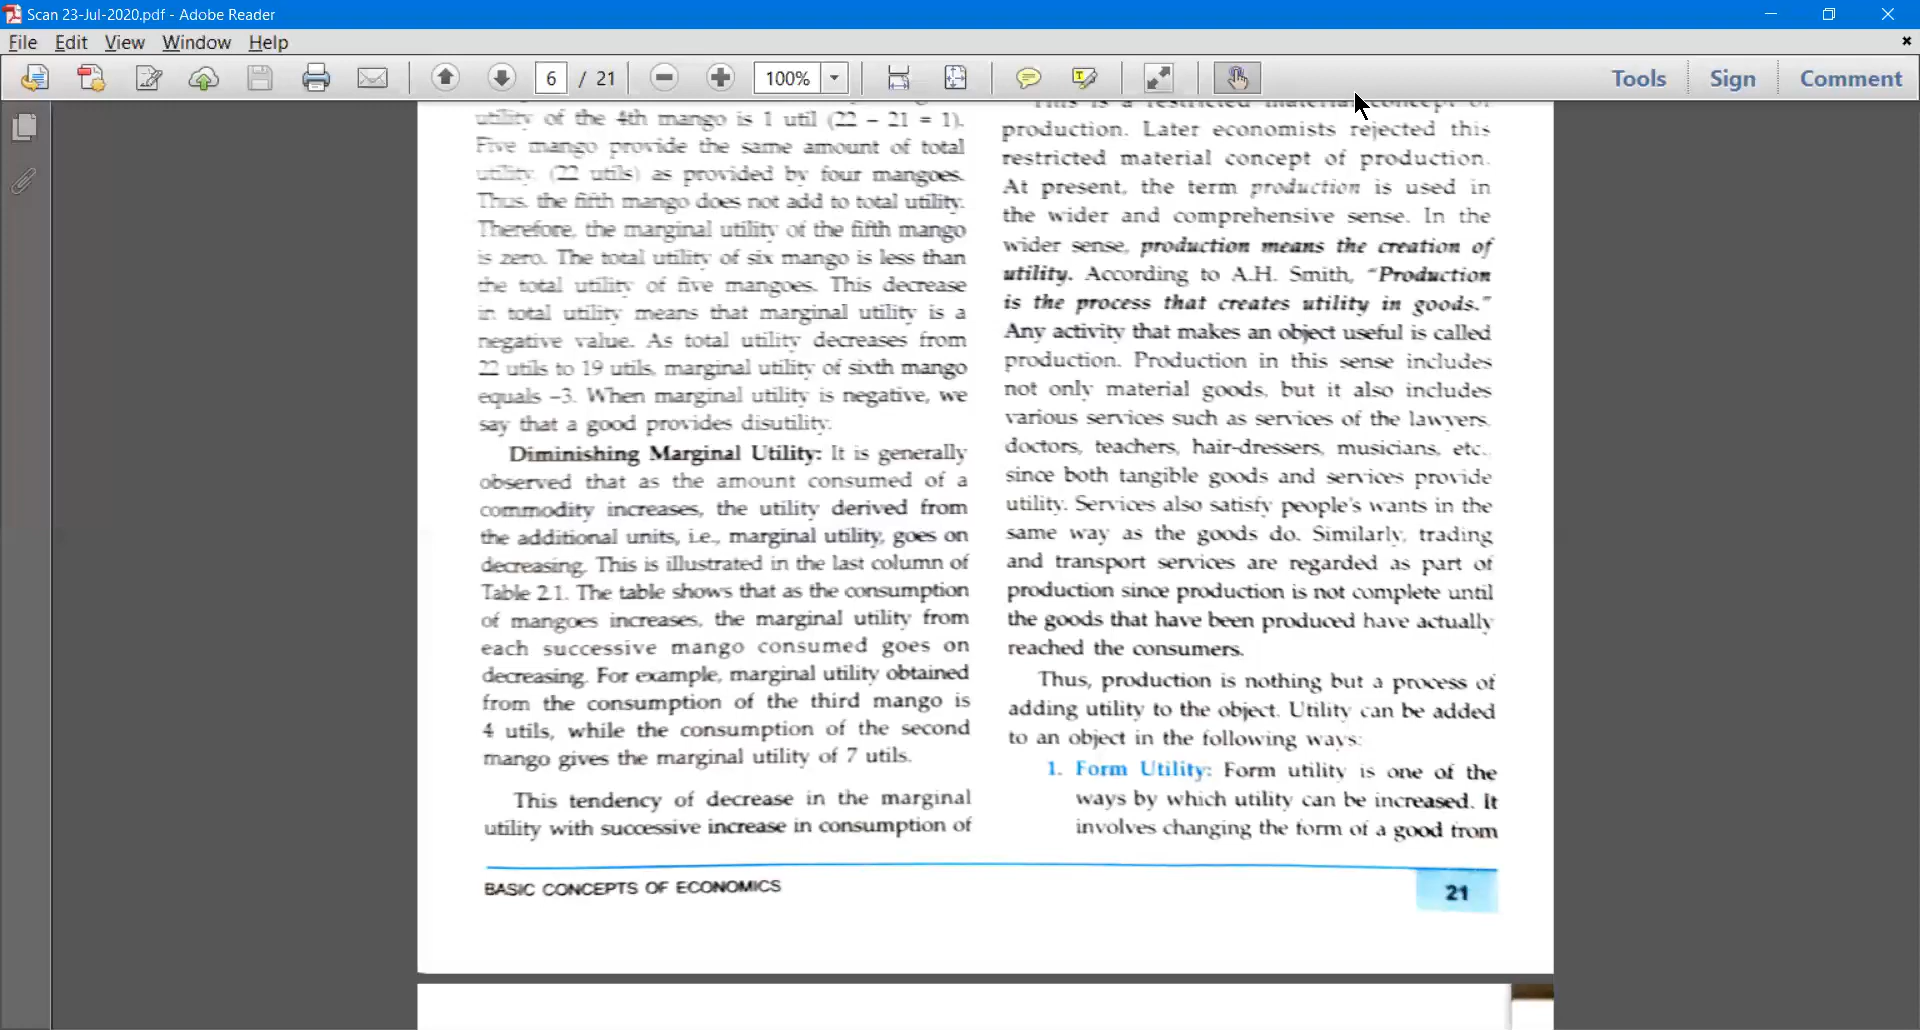 Scan 23-Jul-2020.pdf - Adobe Reader
File Edit View Window Help
6 / 21 100% Tools Sign Comment
utility of the 4th mango is 1 util (22 – 21 = 1).
Five mango provide the same amount of total
utility (22 utils) as provided by four mangoes.
Thus, the fifth mango does not add to total utility.
Therefore, the marginal utility of the fifth mango
is zero. The total utility of six mango is less than
the total utility of five mangoes. This decrease
in total utility means that marginal utility is a
negative value. As total utility decreases from
22 utils to 19 utils, marginal utility of sixth mango
equals –3. When marginal utility is negative, we
say that a good provides disutility.
Diminishing Marginal Utility: It is generally
observed that as the amount consumed of a
commodity increases, the utility derived from
the additional units, i.e., marginal utility, goes on
decreasing. This is illustrated in the last column of
Table 2.1. The table shows that as the consumption
of mangoes increases, the marginal utility from
each successive mango consumed goes on
decreasing. For example, marginal utility obtained
from the consumption of the third mango is
4 utils, while the consumption of the second
mango gives the marginal utility of 7 utils.
This tendency of decrease in the marginal
utility with successive increase in consumption of
This is a restricted material concept of
production. Later economists rejected this
restricted material concept of production.
At present, the term production is used in
the wider and comprehensive sense. In the
wider sense, production means the creation of
utility. According to A.H. Smith, "Production
is the process that creates utility in goods."
Any activity that makes an object useful is called
production. Production in this sense includes
not only material goods, but it also includes
various services such as services of the lawyers,
doctors, teachers, hair-dressers, musicians, etc.,
since both tangible goods and services provide
utility. Services also satisfy people's wants in the
same way as the goods do. Similarly, trading
and transport services are regarded as part of
production since production is not complete until
the goods that have been produced have actually
reached the consumers.
Thus, production is nothing but a process of
adding utility to the object. Utility can be added
to an object in the following ways:
1. Form Utility: Form utility is one of the
ways by which utility can be increased. It
involves changing the form of a good from
BASIC CONCEPTS OF ECONOMICS
21